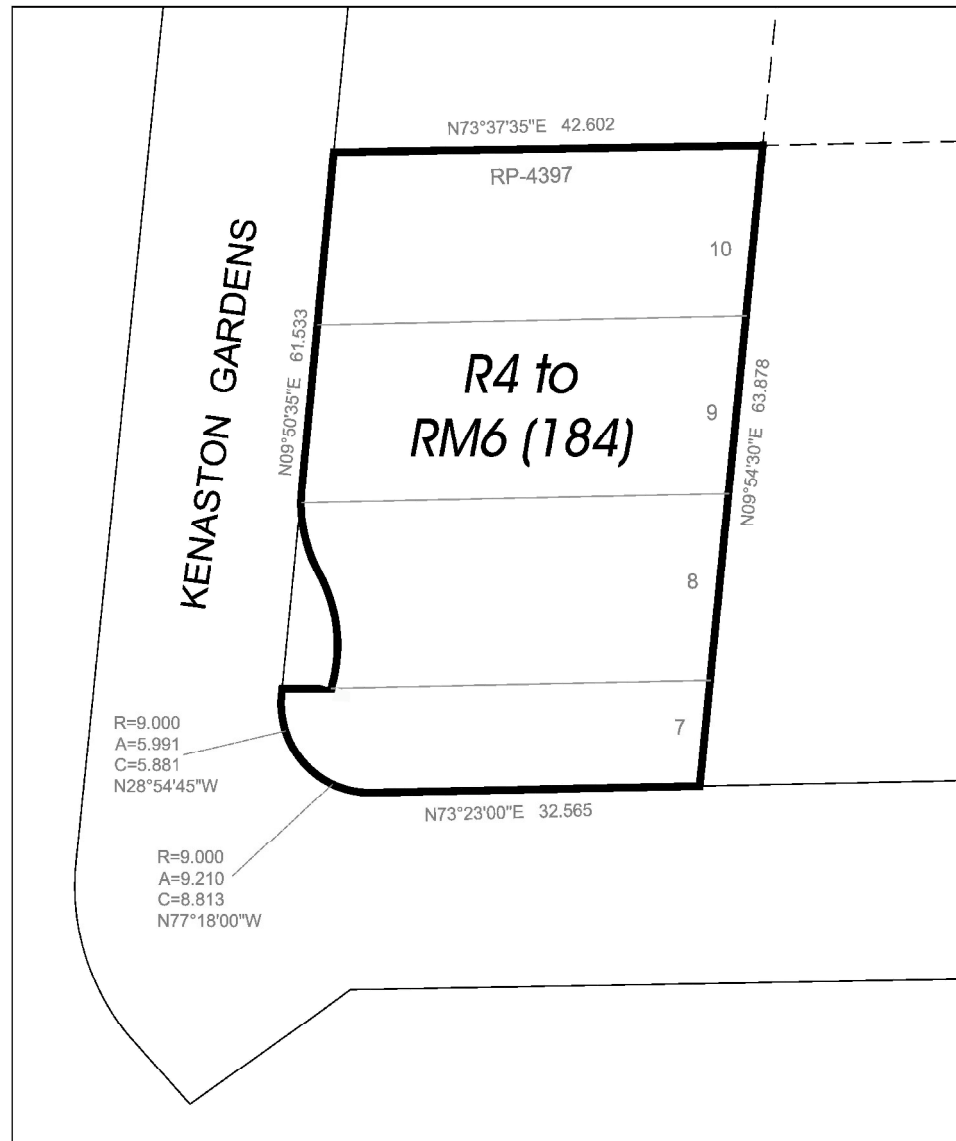 N73°37'35"E 42.602
RP-4397
10
KENASTON GARDENS
N09°50'35"E 61.533
R4 to
RM6 (184)
9
N09°54'30"E 63.878
8
7
R=9.000
A=5.991
C=5.881
N28°54'45"W
N73°23'00"E 32.565
R=9.000
A=9.210
C=8.813
N77°18'00"W